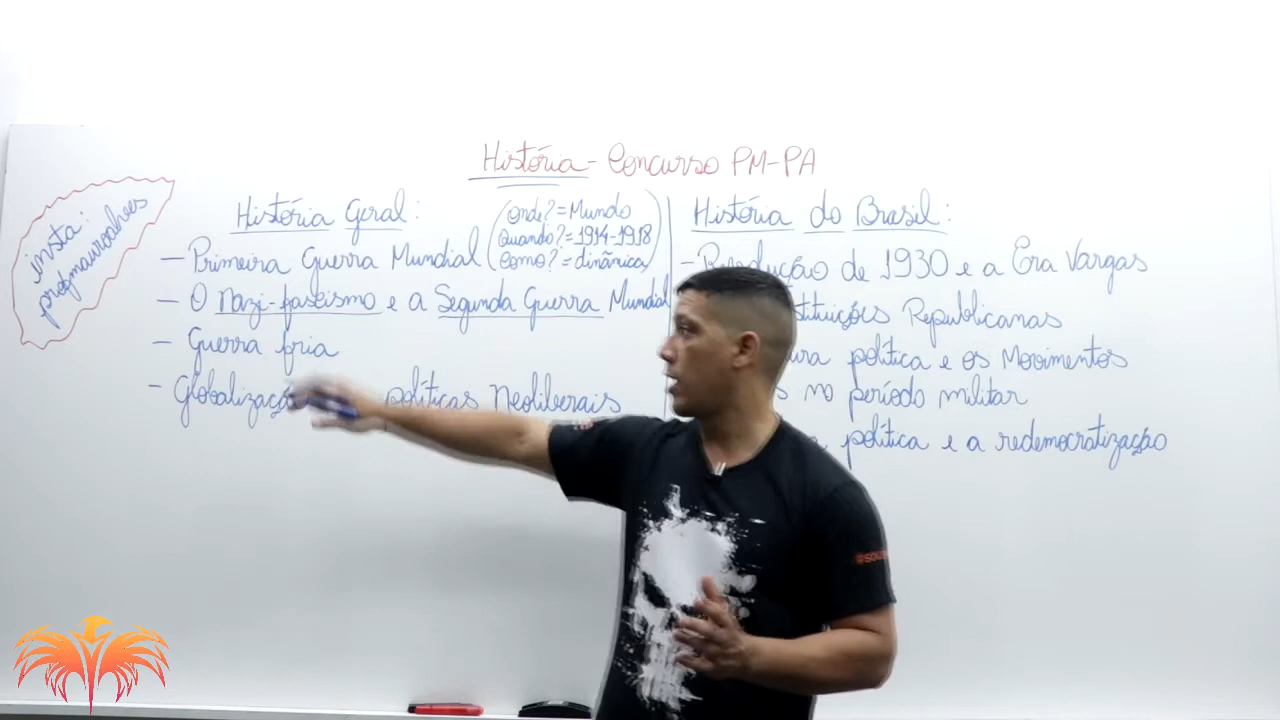 História - Concurso PM-PA
insta:
profmauroalvees
História Geral:
- Primeira Guerra Mundial
(onde? = Mundo
Quando? = 1914-1918
Como? = dinâmica)
- O Nazi-fascismo e a Segunda Guerra Mundial
- Guerra fria
- Globalizaçã políticas Neoliberais
História do Brasil:
- Revolução de 1930 e a Era Vargas
stituições Republicanas
ura política e os Movimentos
s no período militar
a política e a redemocratização
#sou